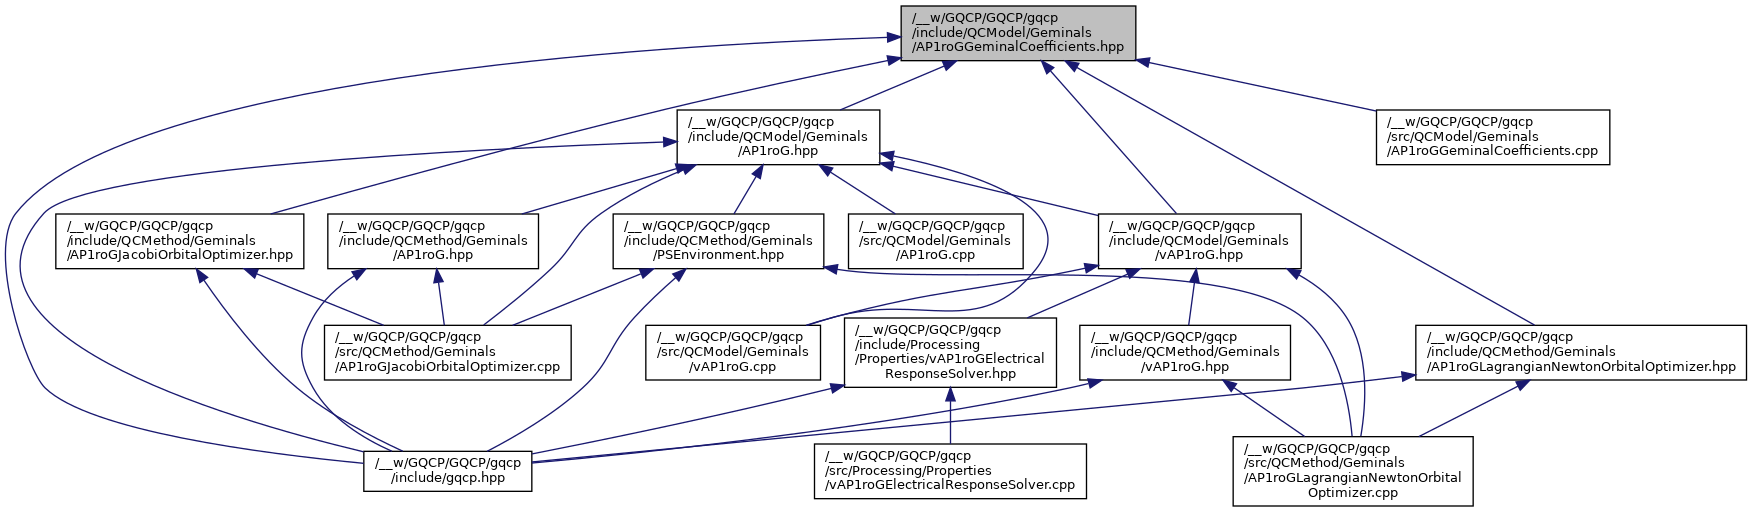 /__w/GQCP/GQCP/gqcp
/include/QCModel/Geminals
/AP1roGGeminalCoefficients.hpp
/__w/GQCP/GQCP/gqcp
/include/QCModel/Geminals
/AP1roG.hpp
/__w/GQCP/GQCP/gqcp
/src/QCModel/Geminals
/AP1roGGeminalCoefficients.cpp
/__w/GQCP/GQCP/gqcp
/include/QCMethod/Geminals
/AP1roGJacobiOrbitalOptimizer.hpp
/__w/GQCP/GQCP/gqcp
/include/QCMethod/Geminals
/AP1roG.hpp
/__w/GQCP/GQCP/gqcp
/include/QCMethod/Geminals
/PSEnvironment.hpp
/__w/GQCP/GQCP/gqcp
/src/QCModel/Geminals
/AP1roG.cpp
/__w/GQCP/GQCP/gqcp
/include/QCModel/Geminals
/vAP1roG.hpp
/__w/GQCP/GQCP/gqcp
/src/QCMethod/Geminals
/AP1roGJacobiOrbitalOptimizer.cpp
/__w/GQCP/GQCP/gqcp
/src/QCModel/Geminals
/vAP1roG.cpp
/__w/GQCP/GQCP/gqcp
/include/Processing
/Properties/vAP1roGElectrical
ResponseSolver.hpp
/__w/GQCP/GQCP/gqcp
/include/QCMethod/Geminals
/vAP1roG.hpp
/__w/GQCP/GQCP/gqcp
/include/QCMethod/Geminals
/AP1roGLagrangianNewtonOrbitalOptimizer.hpp
/__w/GQCP/GQCP/gqcp
/include/gqcp.hpp
/__w/GQCP/GQCP/gqcp
/src/Processing/Properties
/vAP1roGElectricalResponseSolver.cpp
/__w/GQCP/GQCP/gqcp
/src/QCMethod/Geminals
/AP1roGLagrangianNewtonOrbital
Optimizer.cpp